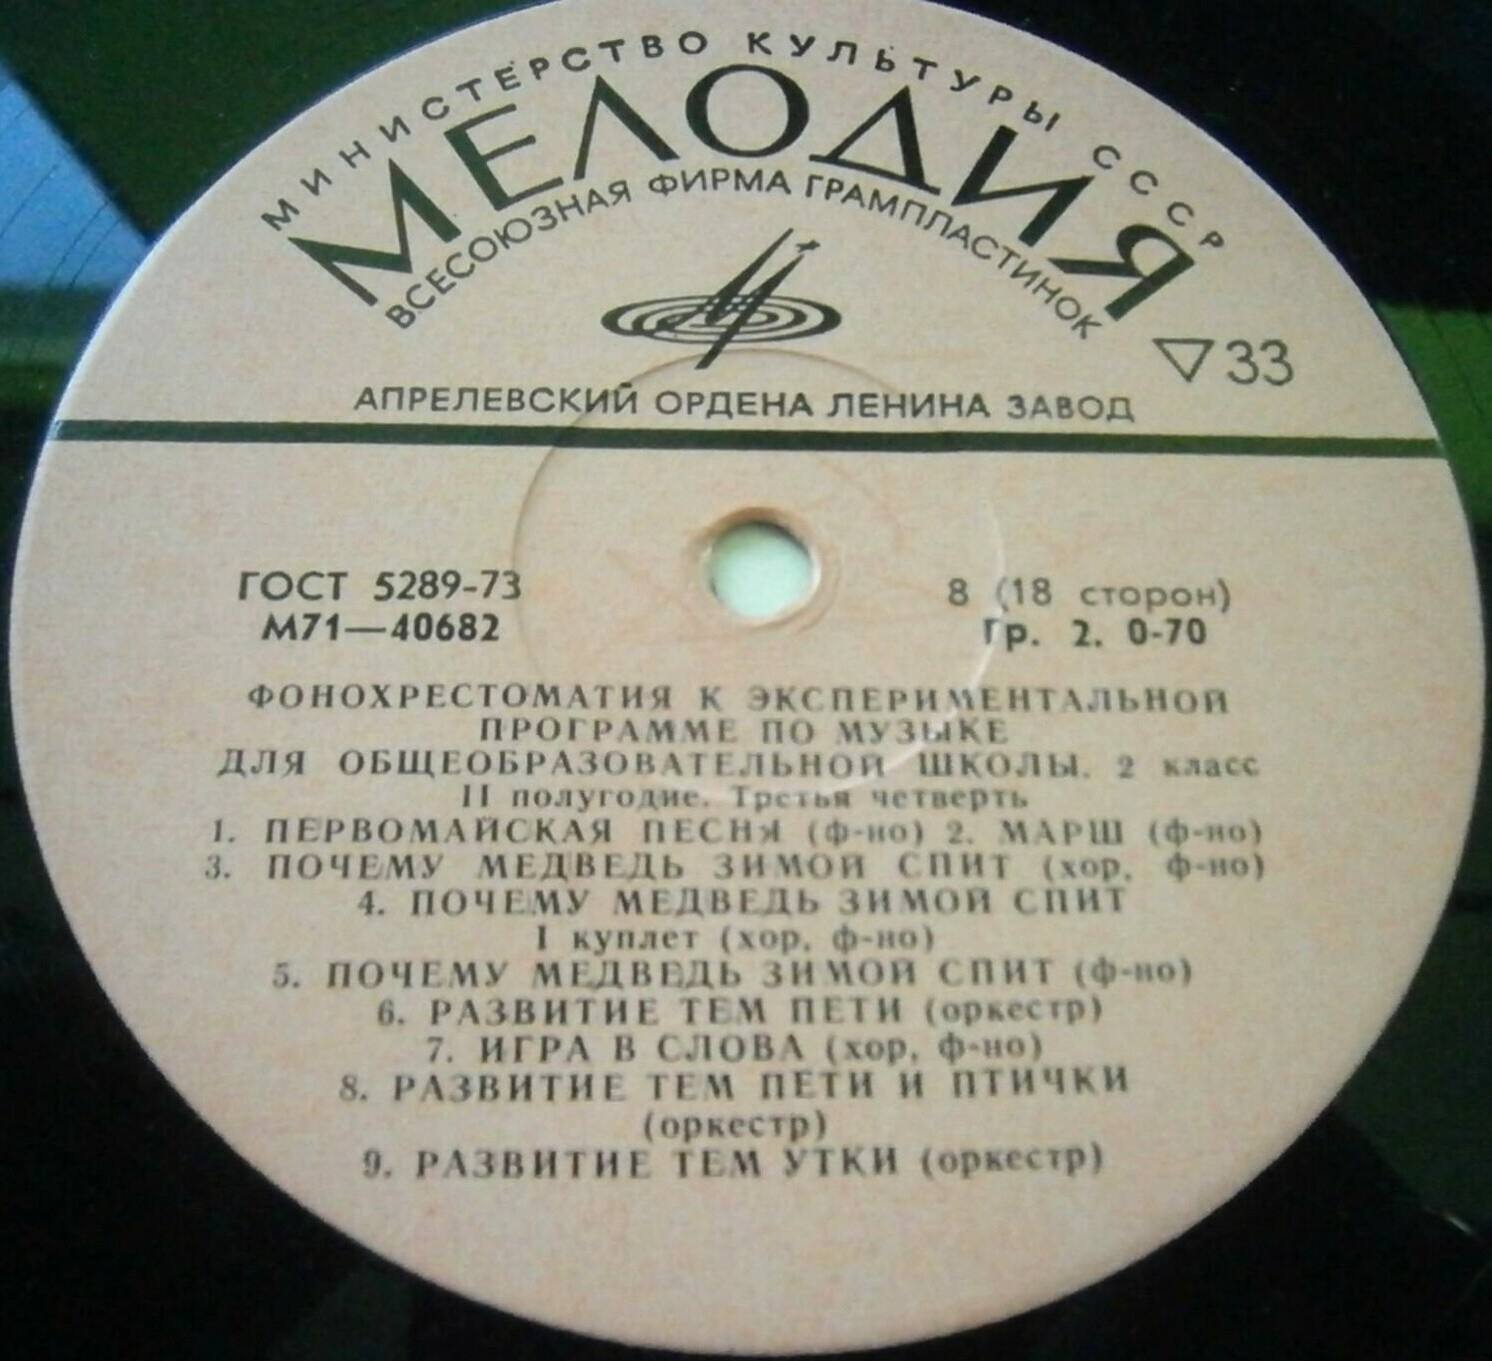 МИНИСТЕРСТВО КУЛЬТУРЫ СССР
МЕЛОДИЯ
ВСЕСОЮЗНАЯ ФИРМА ГРАМПЛАСТИНОК
▽33
АПРЕЛЕВСКИЙ ОРДЕНА ЛЕНИНА ЗАВОД
ГОСТ 5289-73
М71—40682
8 (18 сторон)
Гр. 2. 0-70
ФОНОХРЕСТОМАТИЯ К ЭКСПЕРИМЕНТАЛЬНОЙ
ПРОГРАММЕ ПО МУЗЫКЕ
ДЛЯ ОБЩЕОБРАЗОВАТЕЛЬНОЙ ШКОЛЫ. 2 класс
II полугодие. Третья четверть
1. ПЕРВОМАЙСКАЯ ПЕСНЯ (ф-но) 2. МАРШ (ф-но)
3. ПОЧЕМУ МЕДВЕДЬ ЗИМОЙ СПИТ (хор, ф-но)
4. ПОЧЕМУ МЕДВЕДЬ ЗИМОЙ СПИТ
I куплет (хор, ф-но)
5. ПОЧЕМУ МЕДВЕДЬ ЗИМОЙ СПИТ (ф-но)
6. РАЗВИТИЕ ТЕМ ПЕТИ (оркестр)
7. ИГРА В СЛОВА (хор, ф-но)
8. РАЗВИТИЕ ТЕМ ПЕТИ И ПТИЧКИ
(оркестр)
9. РАЗВИТИЕ ТЕМ УТКИ (оркестр)